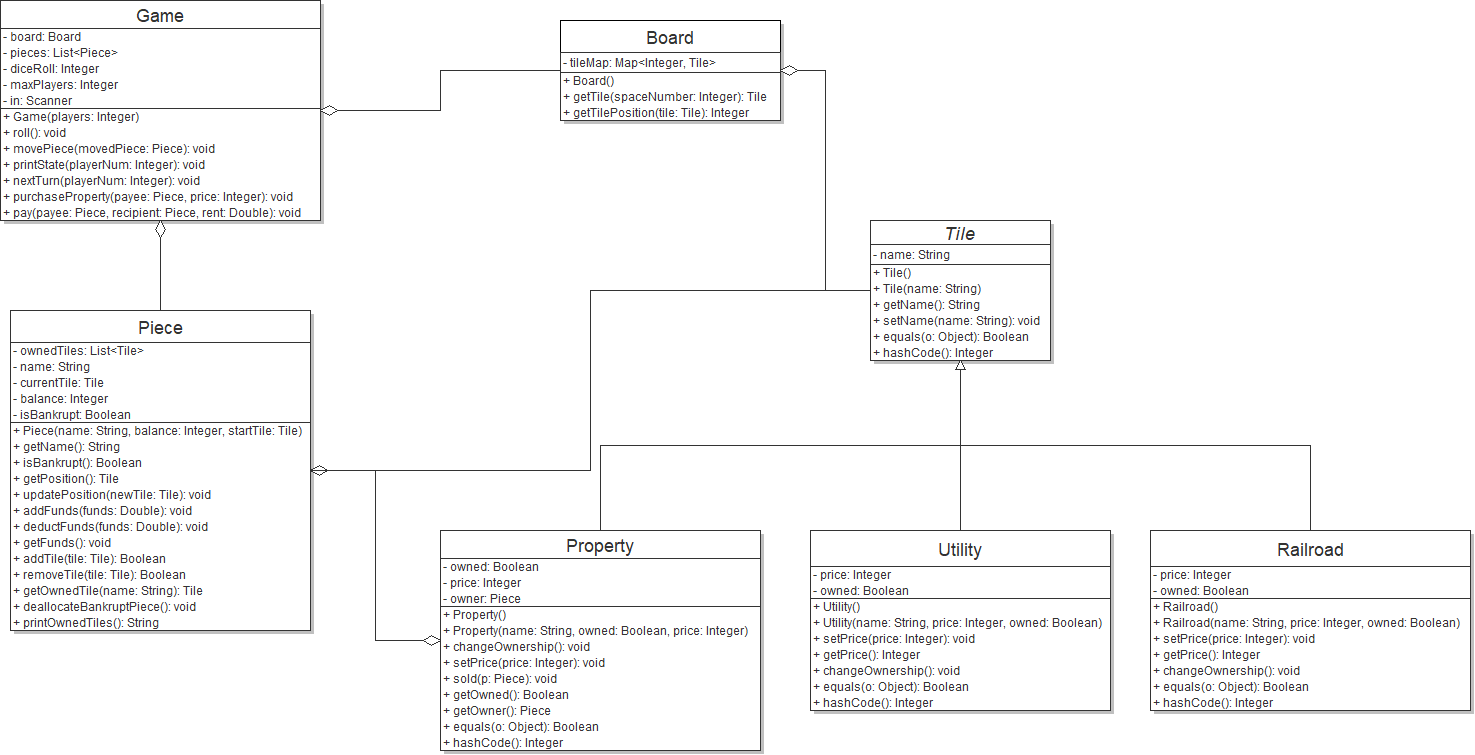 Game
- board: Board
- pieces: List<Piece>
- diceRoll: Integer
- maxPlayers: Integer
- in: Scanner
+ Game(players: Integer)
+ roll(): void
+ movePiece(movedPiece: Piece): void
+ printState(playerNum: Integer): void
+ nextTurn(playerNum: Integer): void
+ purchaseProperty(payee: Piece, price: Integer): void
+ pay(payee: Piece, recipient: Piece, rent: Double): void
Board
- tileMap: Map<Integer, Tile>
+ Board()
+ getTile(spaceNumber: Integer): Tile
+ getTilePosition(tile: Tile): Integer
Tile
- name: String
+ Tile()
+ Tile(name: String)
+ getName(): String
+ setName(name: String): void
+ equals(o: Object): Boolean
+ hashCode(): Integer
Piece
- ownedTiles: List<Tile>
- name: String
- currentTile: Tile
- balance: Integer
- isBankrupt: Boolean
+ Piece(name: String, balance: Integer, startTile: Tile)
+ getName(): String
+ isBankrupt(): Boolean
+ getPosition(): Tile
+ updatePosition(newTile: Tile): void
+ addFunds(funds: Double): void
+ deductFunds(funds: Double): void
+ getFunds(): void
+ addTile(tile: Tile): Boolean
+ removeTile(tile: Tile): Boolean
+ getOwnedTile(name: String): Tile
+ deallocateBankruptPiece(): void
+ printOwnedTiles(): String
Property
- owned: Boolean
- price: Integer
- owner: Piece
+ Property()
+ Property(name: String, owned: Boolean, price: Integer)
+ changeOwnership(): void
+ setPrice(price: Integer): void
+ sold(p: Piece): void
+ getOwned(): Boolean
+ getOwner(): Piece
+ equals(o: Object): Boolean
+ hashCode(): Integer
Utility
- price: Integer
- owned: Boolean
+ Utility()
+ Utility(name: String, price: Integer, owned: Boolean)
+ setPrice(price: Integer): void
+ getPrice(): Integer
+ changeOwnership(): void
+ equals(o: Object): Boolean
+ hashCode(): Integer
Railroad
- price: Integer
- owned: Boolean
+ Railroad()
+ Railroad(name: String, price: Integer, owned: Boolean)
+ setPrice(price: Integer): void
+ getPrice(): Integer
+ changeOwnership(): void
+ equals(o: Object): Boolean
+ hashCode(): Integer